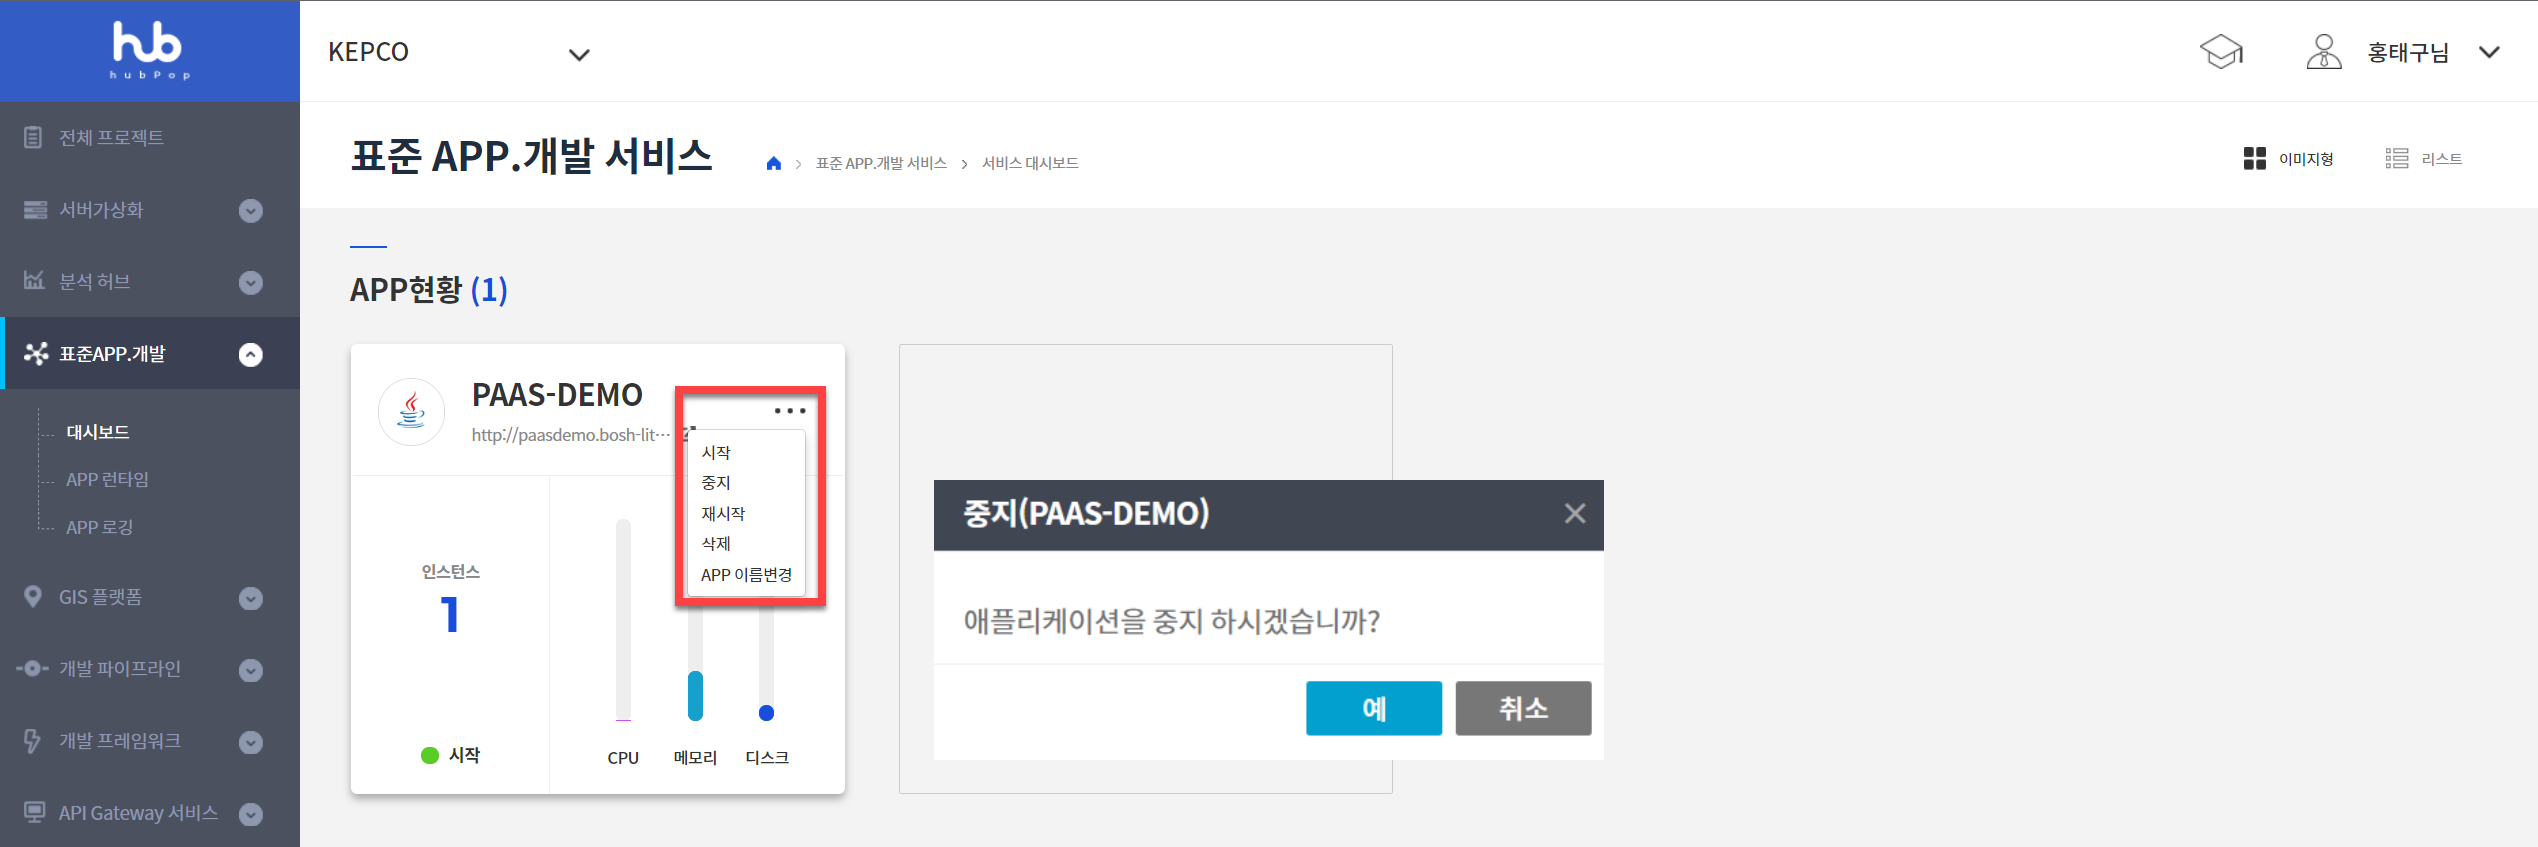 hub
hubPop
KEPCO
홍태구님
전체 프로젝트
서버가상화
분석 허브
표준APP.개발
대시보드
APP 런타임
APP 로깅
GIS 플랫폼
개발 파이프라인
개발 프레임워크
API Gateway 서비스
표준 APP.개발 서비스
표준 APP.개발 서비스 > 서비스 대시보드
이미지형
리스트
APP현황 (1)
PAAS-DEMO
http://paasdemo.bosh-lit…
시작
중지
재시작
삭제
APP 이름변경
인스턴스
1
시작
CPU
메모리
디스크
중지(PAAS-DEMO)
애플리케이션을 중지 하시겠습니까?
예
취소